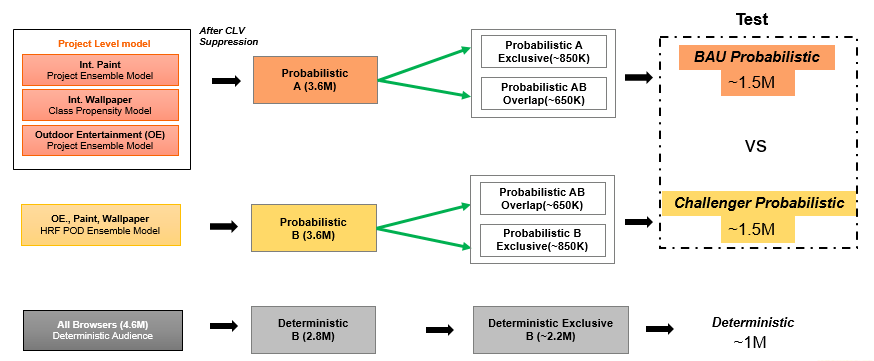 Test
After CLV
Suppression
Project Level model
Int. Paint
Project Ensemble Model
Int. Wallpaper
Class Propensity Model
Outdoor Entertainment (OE)
Project Ensemble Model
Probabilistic
A (3.6M)
Probabilistic A
Exclusive(~850K)
Probabilistic AB
Overlap(~650K)
BAU Probabilistic
~1.5M
VS
OE., Paint, Wallpaper
HRF POD Ensemble Model
Probabilistic
B (3.6M)
Probabilistic AB
Overlap(~650K)
Probabilistic B
Exclusive(~850K)
Challenger Probabilistic
~1.5M
All Browsers (4.6M)
Deterministic Audience
Deterministic
B (2.8M)
Deterministic Exclusive
B (~2.2M)
Deterministic
~1M